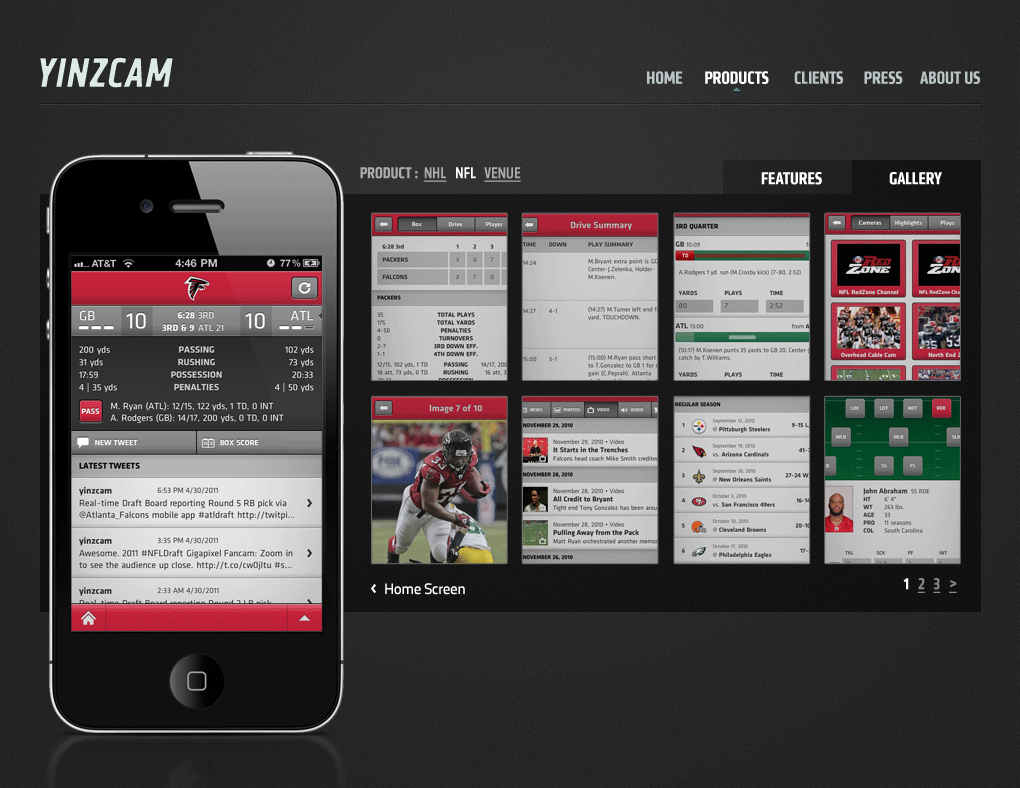 YINZCAM
HOME PRODUCTS CLIENTS PRESS ABOUT US
PRODUCT : NHL NFL VENUE
FEATURES GALLERY
AT&T 4:46 PM 77%
GB 10 6:28 3RD 10 ATL
3RD & 9 ATL 21
200 yds PASSING 102 yds
31 yds RUSHING 73 yds
17:59 POSSESSION 20:33
4 | 35 yds PENALTIES 4 | 50 yds
PASS M. Ryan (ATL): 12/15, 122 yds, 1 TD, 0 INT
A. Rodgers (GB): 14/17, 200 yds, 0 TD, 0 INT
NEW TWEET BOX SCORE
LATEST TWEETS
yinzcam 6:53 PM 4/30/2011
Real-time Draft Board reporting Round 5 RB pick via
@Atlanta_Falcons mobile app #atldraft http://twitpi...
yinzcam 3:35 PM 4/30/2011
Awesome. 2011 #NFLDraft Gigapixel Fancam: Zoom in
to see the audience up close. http://t.co/cw0jltu #s...
yinzcam 2:33 AM 4/30/2011
Real-time Draft Board reporting Round 2 LB pick
Box Drive Player
6:28 3rd 1 2 3
PACKERS 3 0 7
FALCONS 3 7 0
PACKERS
35 TOTAL PLAYS
175 TOTAL YARDS
4-50 PENALTIES
0 TURNOVERS
2-7 3RD DOWN EFF.
1-1 4TH DOWN EFF.
12/15, 102 yds, PASSING 14/17, 200
18 att, 73 yds, 0 TD RUSHING 16 att,
POSSESSION
Drive Summary
TIME DOWN PLAY SUMMARY
14:24 M.Bryant extra point is GO
Center-J.Zelenka, Holder-
M.Koenen.
14:27 4-1 (14:27) M.Turner left end f
yard, TOUCHDOWN.
15:00 3-1 (15:00) M.Ryan pass short
to T.Gonzalez to GB 1 for
gain (C.Peprah). Atlanta
3RD QUARTER
GB 10:09
TD
A.Rodgers 1 yd. run (M.Crosby kick) (7-80, 2:52)
YARDS PLAYS TIME
80 7 2:52
ATL 13:00 from A
(10:17) M.Koenen punts 35 yards to GB 20, Center-J
catch by T.Williams.
YARDS PLAYS TIME
Cameras Highlights Plays
RED ZONE
NFL RedZone Channel NFL RedZone
Overhead Cable Cam North End Z
Image 7 of 10
NEWS PHOTOS VIDEO AUDIO
NOVEMBER 29, 2010
November 29, 2010 • Video
It Starts in the Trenches
Falcons head coach Mike Smith credite
NOVEMBER 28, 2010
November 28, 2010 • Video
All Credit to Bryant
Tight end Tony Gonzalez has been arou
November 28, 2010 • Video
Pulling Away from the Pack
Matt Ryan orchestrated another memor
NOVEMBER 26, 2010
REGULAR SEASON
1 September 12, 2010
@ Pittsburgh Steelers 9-15 L
2 September 19, 2010
vs. Arizona Cardinals 41-
3 September 26, 2010
@ New Orleans Saints 27-24 W
4 October 3, 2010
vs. San Francisco 49ers 16-1
5 October 10, 2010
@ Cleveland Browns 20-10
6 October 17, 2010
@ Philadelphia Eagles 17-
LDE LDT RDT RDE
WLB MLB SLB
SS FS
John Abraham 55 RDE
HT 6' 4"
WT 263 lbs.
AGE 33
PRO 11 seasons
COL South Carolina
TKL SCK FF INT
Home Screen
1 2 3 >